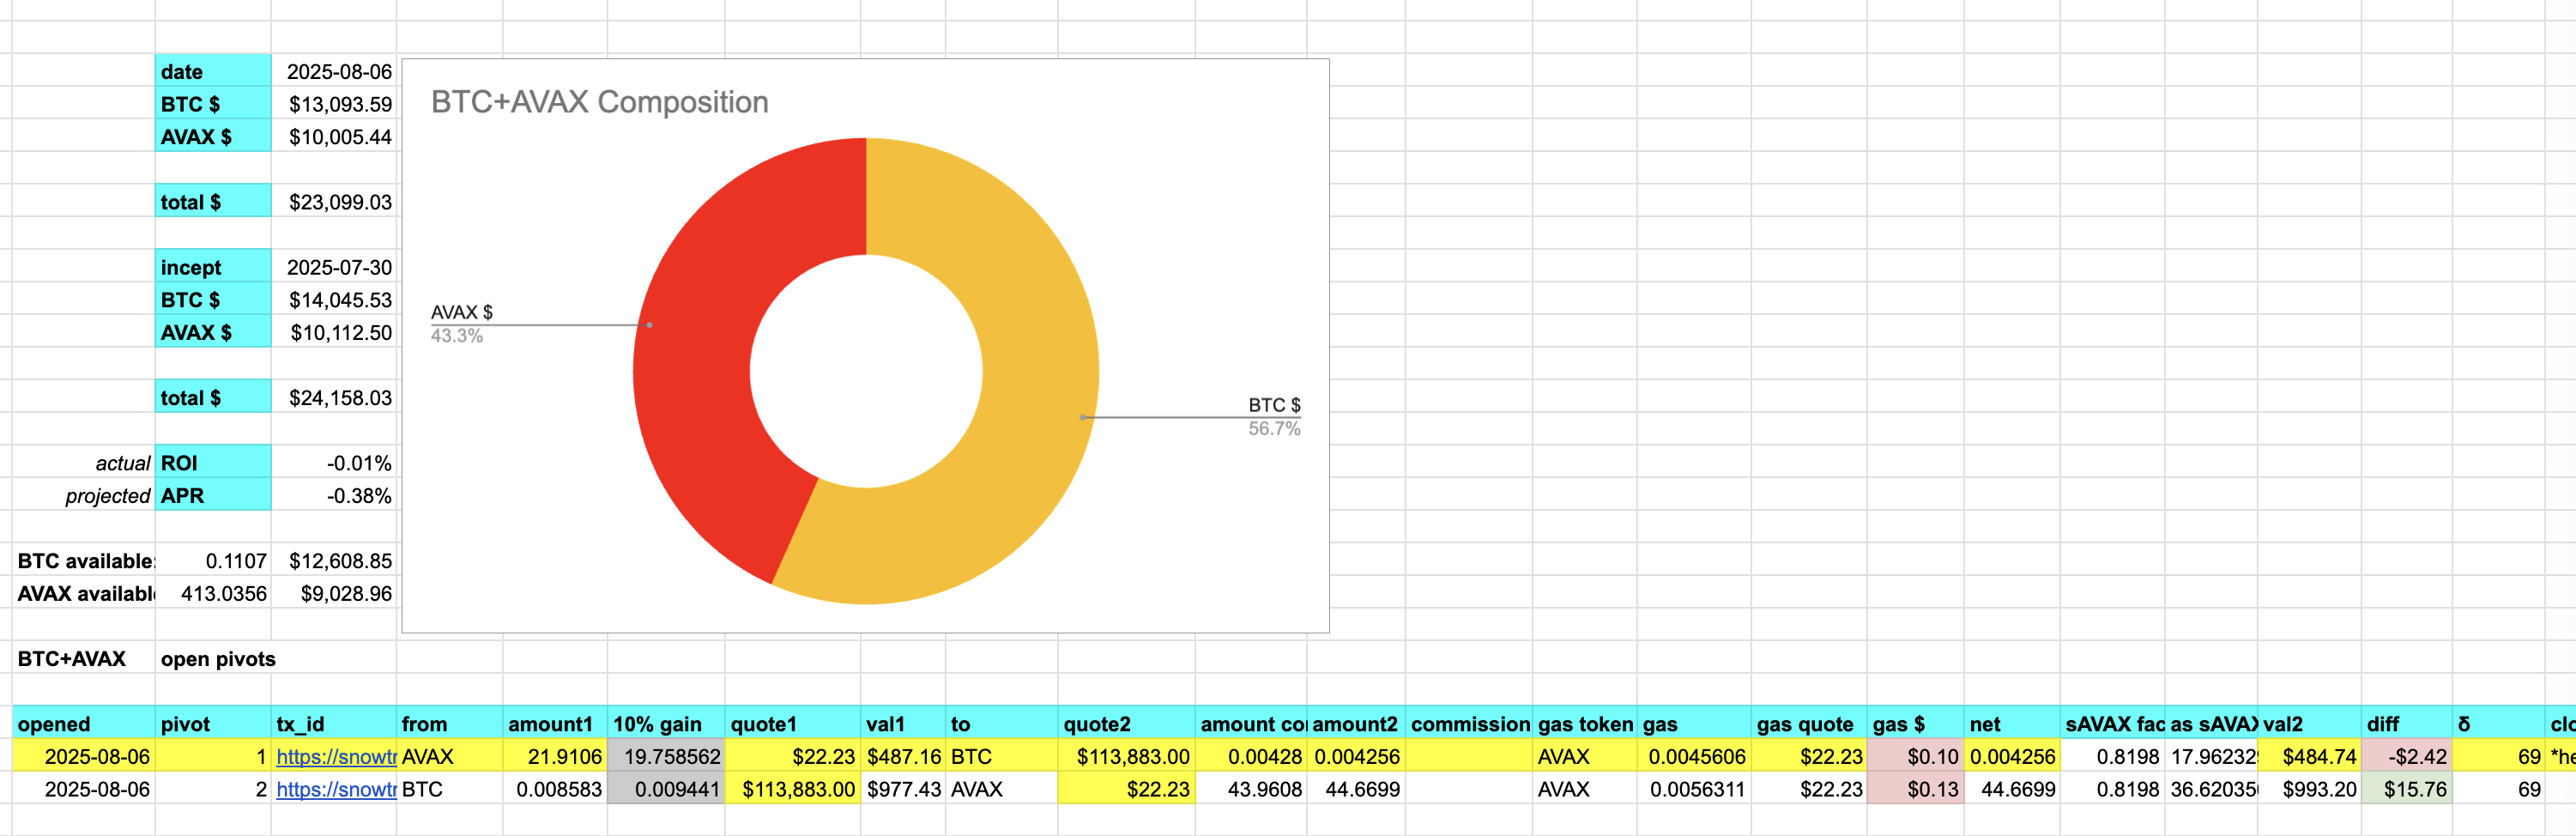 date 2025-08-06
BTC $ $13,093.59
AVAX $ $10,005.44
total $ $23,099.03
incept 2025-07-30
BTC $ $14,045.53
AVAX $ $10,112.50
total $ $24,158.03
actual ROI -0.01%
projected APR -0.38%
BTC available: 0.1107 $12,608.85
AVAX availabl 413.0356 $9,028.96
BTC+AVAX Composition
AVAX $
43.3%
BTC $
56.7%
BTC+AVAX open pivots
opened pivot tx_id from amount1 10% gain quote1 val1 to quote2 amount co amount2 commission gas token gas gas quote gas $ net sAVAX fac as sAVAX val2 diff δ clo
2025-08-06 1 https://snowtr AVAX 21.9106 19.758562 $22.23 $487.16 BTC $113,883.00 0.00428 0.004256 AVAX 0.0045606 $22.23 $0.10 0.004256 0.8198 17.962329 $484.74 -$2.42 69 *he
2025-08-06 2 https://snowtr BTC 0.008583 0.009441 $113,883.00 $977.43 AVAX $22.23 43.9608 44.6699 AVAX 0.0056311 $22.23 $0.13 44.6699 0.8198 36.620350 $993.20 $15.76 69